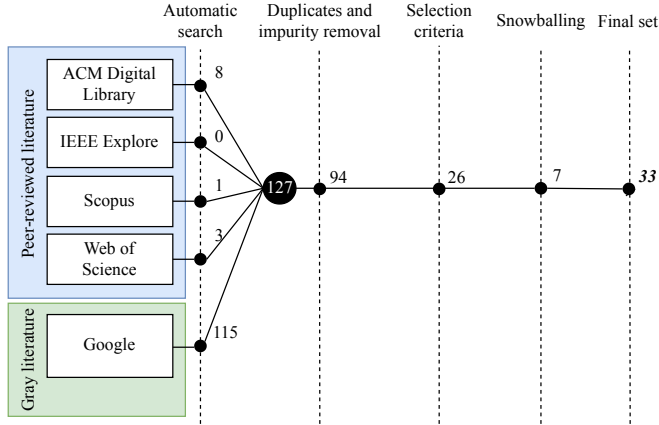 Automatic
search
Duplicates and
impurity removal
Selection
criteria
Snowballing
Final set
Peer-reviewed literature
ACM Digital
Library
8
IEEE Explore
0
Scopus
1
Web of
Science
3
127
94
26
7
33
Gray literature
Google
115